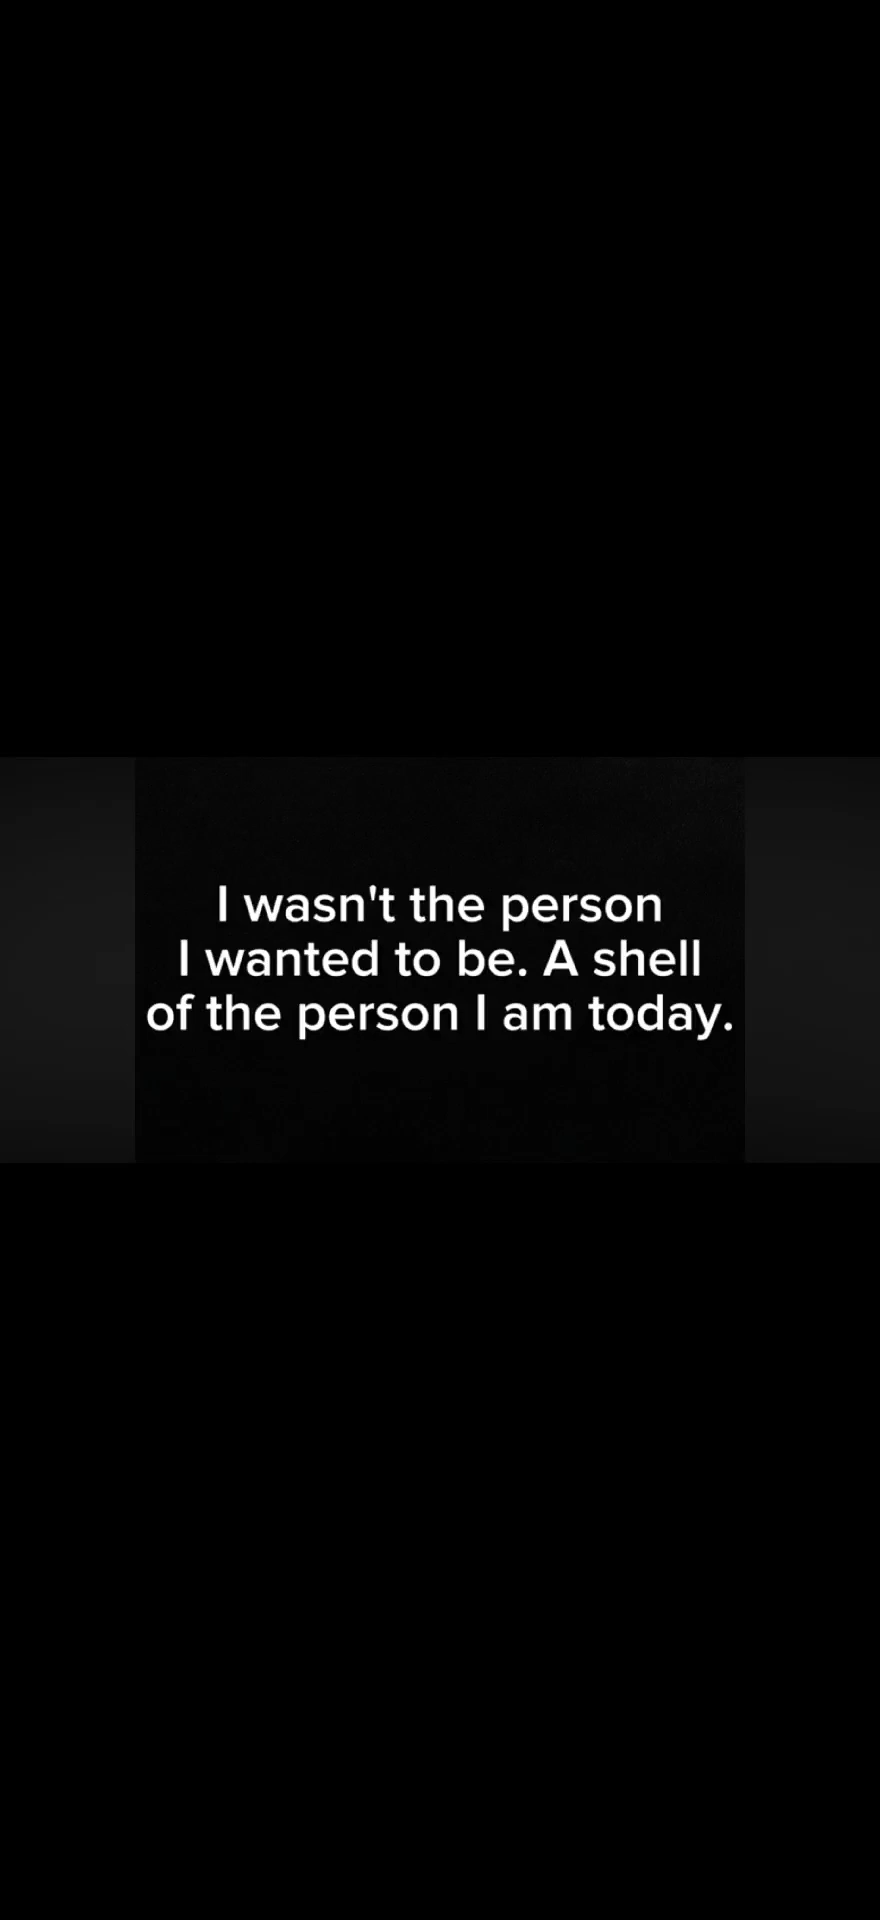 I wasn't the person
I wanted to be. A shell
of the person I am today.